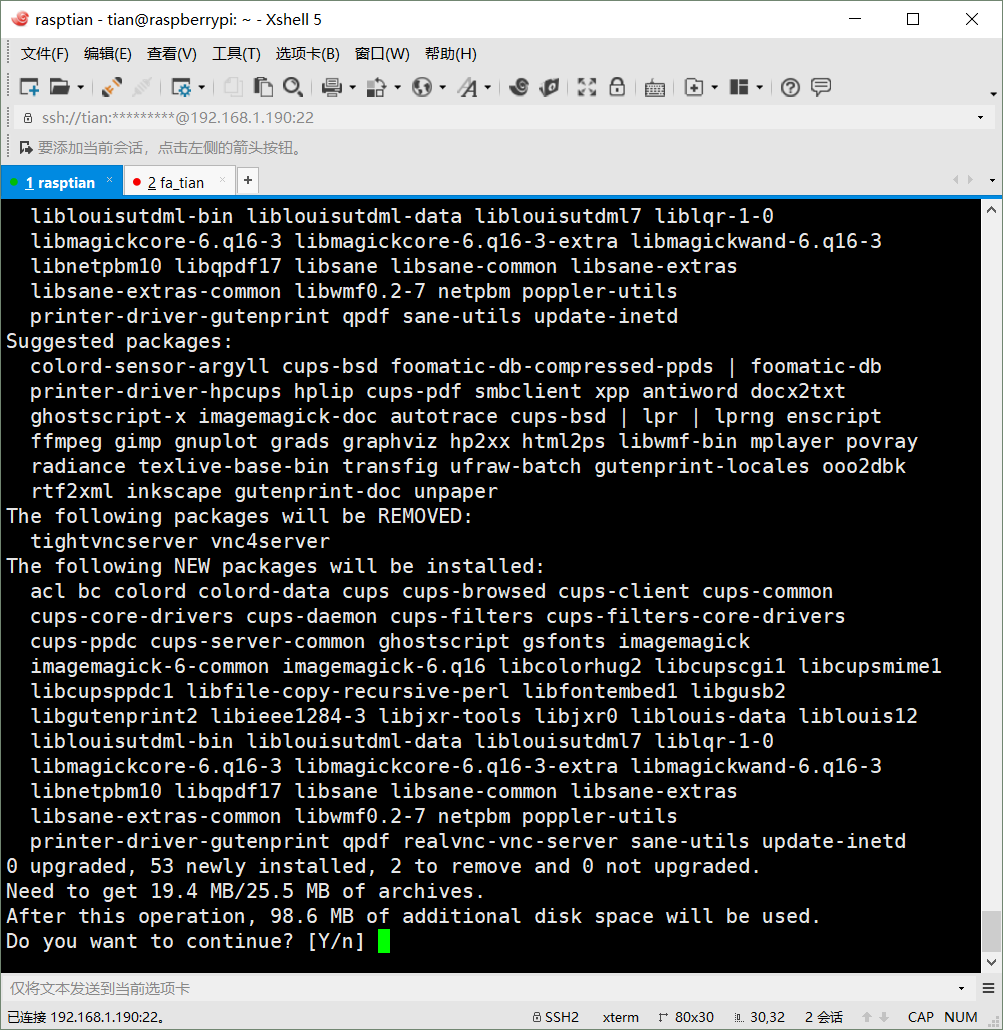 rasptian - tian@raspberrypi: ~ - Xshell 5
文件(F) 编辑(E) 查看(V) 工具(T) 选项卡(B) 窗口(W) 帮助(H)
ssh://tian:*********@192.168.1.190:22
要添加当前会话，点击左侧的箭头按钮。
1 rasptian × 2 fa_tian × +
liblouisutdml-bin liblouisutdml-data liblouisutdml7 liblqr-1-0
libmagickcore-6.q16-3 libmagickcore-6.q16-3-extra libmagickwand-6.q16-3
libnetpbm10 libqpdf17 libsane libsane-common libsane-extras
libsane-extras-common libwmf0.2-7 netpbm poppler-utils
printer-driver-gutenprint qpdf sane-utils update-inetd
Suggested packages:
colord-sensor-argyll cups-bsd foomatic-db-compressed-ppds | foomatic-db
printer-driver-hpcups hplip cups-pdf smbclient xpp antiword docx2txt
ghostscript-x imagemagick-doc autotrace cups-bsd | lpr | lprng enscript
ffmpeg gimp gnuplot grads graphviz hp2xx html2ps libwmf-bin mplayer povray
radiance texlive-base-bin transfig ufraw-batch gutenprint-locales ooo2dbk
rtf2xml inkscape gutenprint-doc unpaper
The following packages will be REMOVED:
tightvncserver vnc4server
The following NEW packages will be installed:
acl bc colord colord-data cups cups-browsed cups-client cups-common
cups-core-drivers cups-daemon cups-filters cups-filters-core-drivers
cups-ppdc cups-server-common ghostscript gsfonts imagemagick
imagemagick-6-common imagemagick-6.q16 libcolorhug2 libcupscgi1 libcupsmime1
libcupsppdc1 libfile-copy-recursive-perl libfontembed1 libgusb2
libgutenprint2 libieee1284-3 libjxr-tools libjxr0 liblouis-data liblouis12
liblouisutdml-bin liblouisutdml-data liblouisutdml7 liblqr-1-0
libmagickcore-6.q16-3 libmagickcore-6.q16-3-extra libmagickwand-6.q16-3
libnetpbm10 libqpdf17 libsane libsane-common libsane-extras
libsane-extras-common libwmf0.2-7 netpbm poppler-utils
printer-driver-gutenprint qpdf realvnc-vnc-server sane-utils update-inetd
0 upgraded, 53 newly installed, 2 to remove and 0 not upgraded.
Need to get 19.4 MB/25.5 MB of archives.
After this operation, 98.6 MB of additional disk space will be used.
Do you want to continue? [Y/n]
仅将文本发送到当前选项卡
已连接 192.168.1.190:22。 SSH2 xterm 80x30 30,32 2 会话 CAP NUM